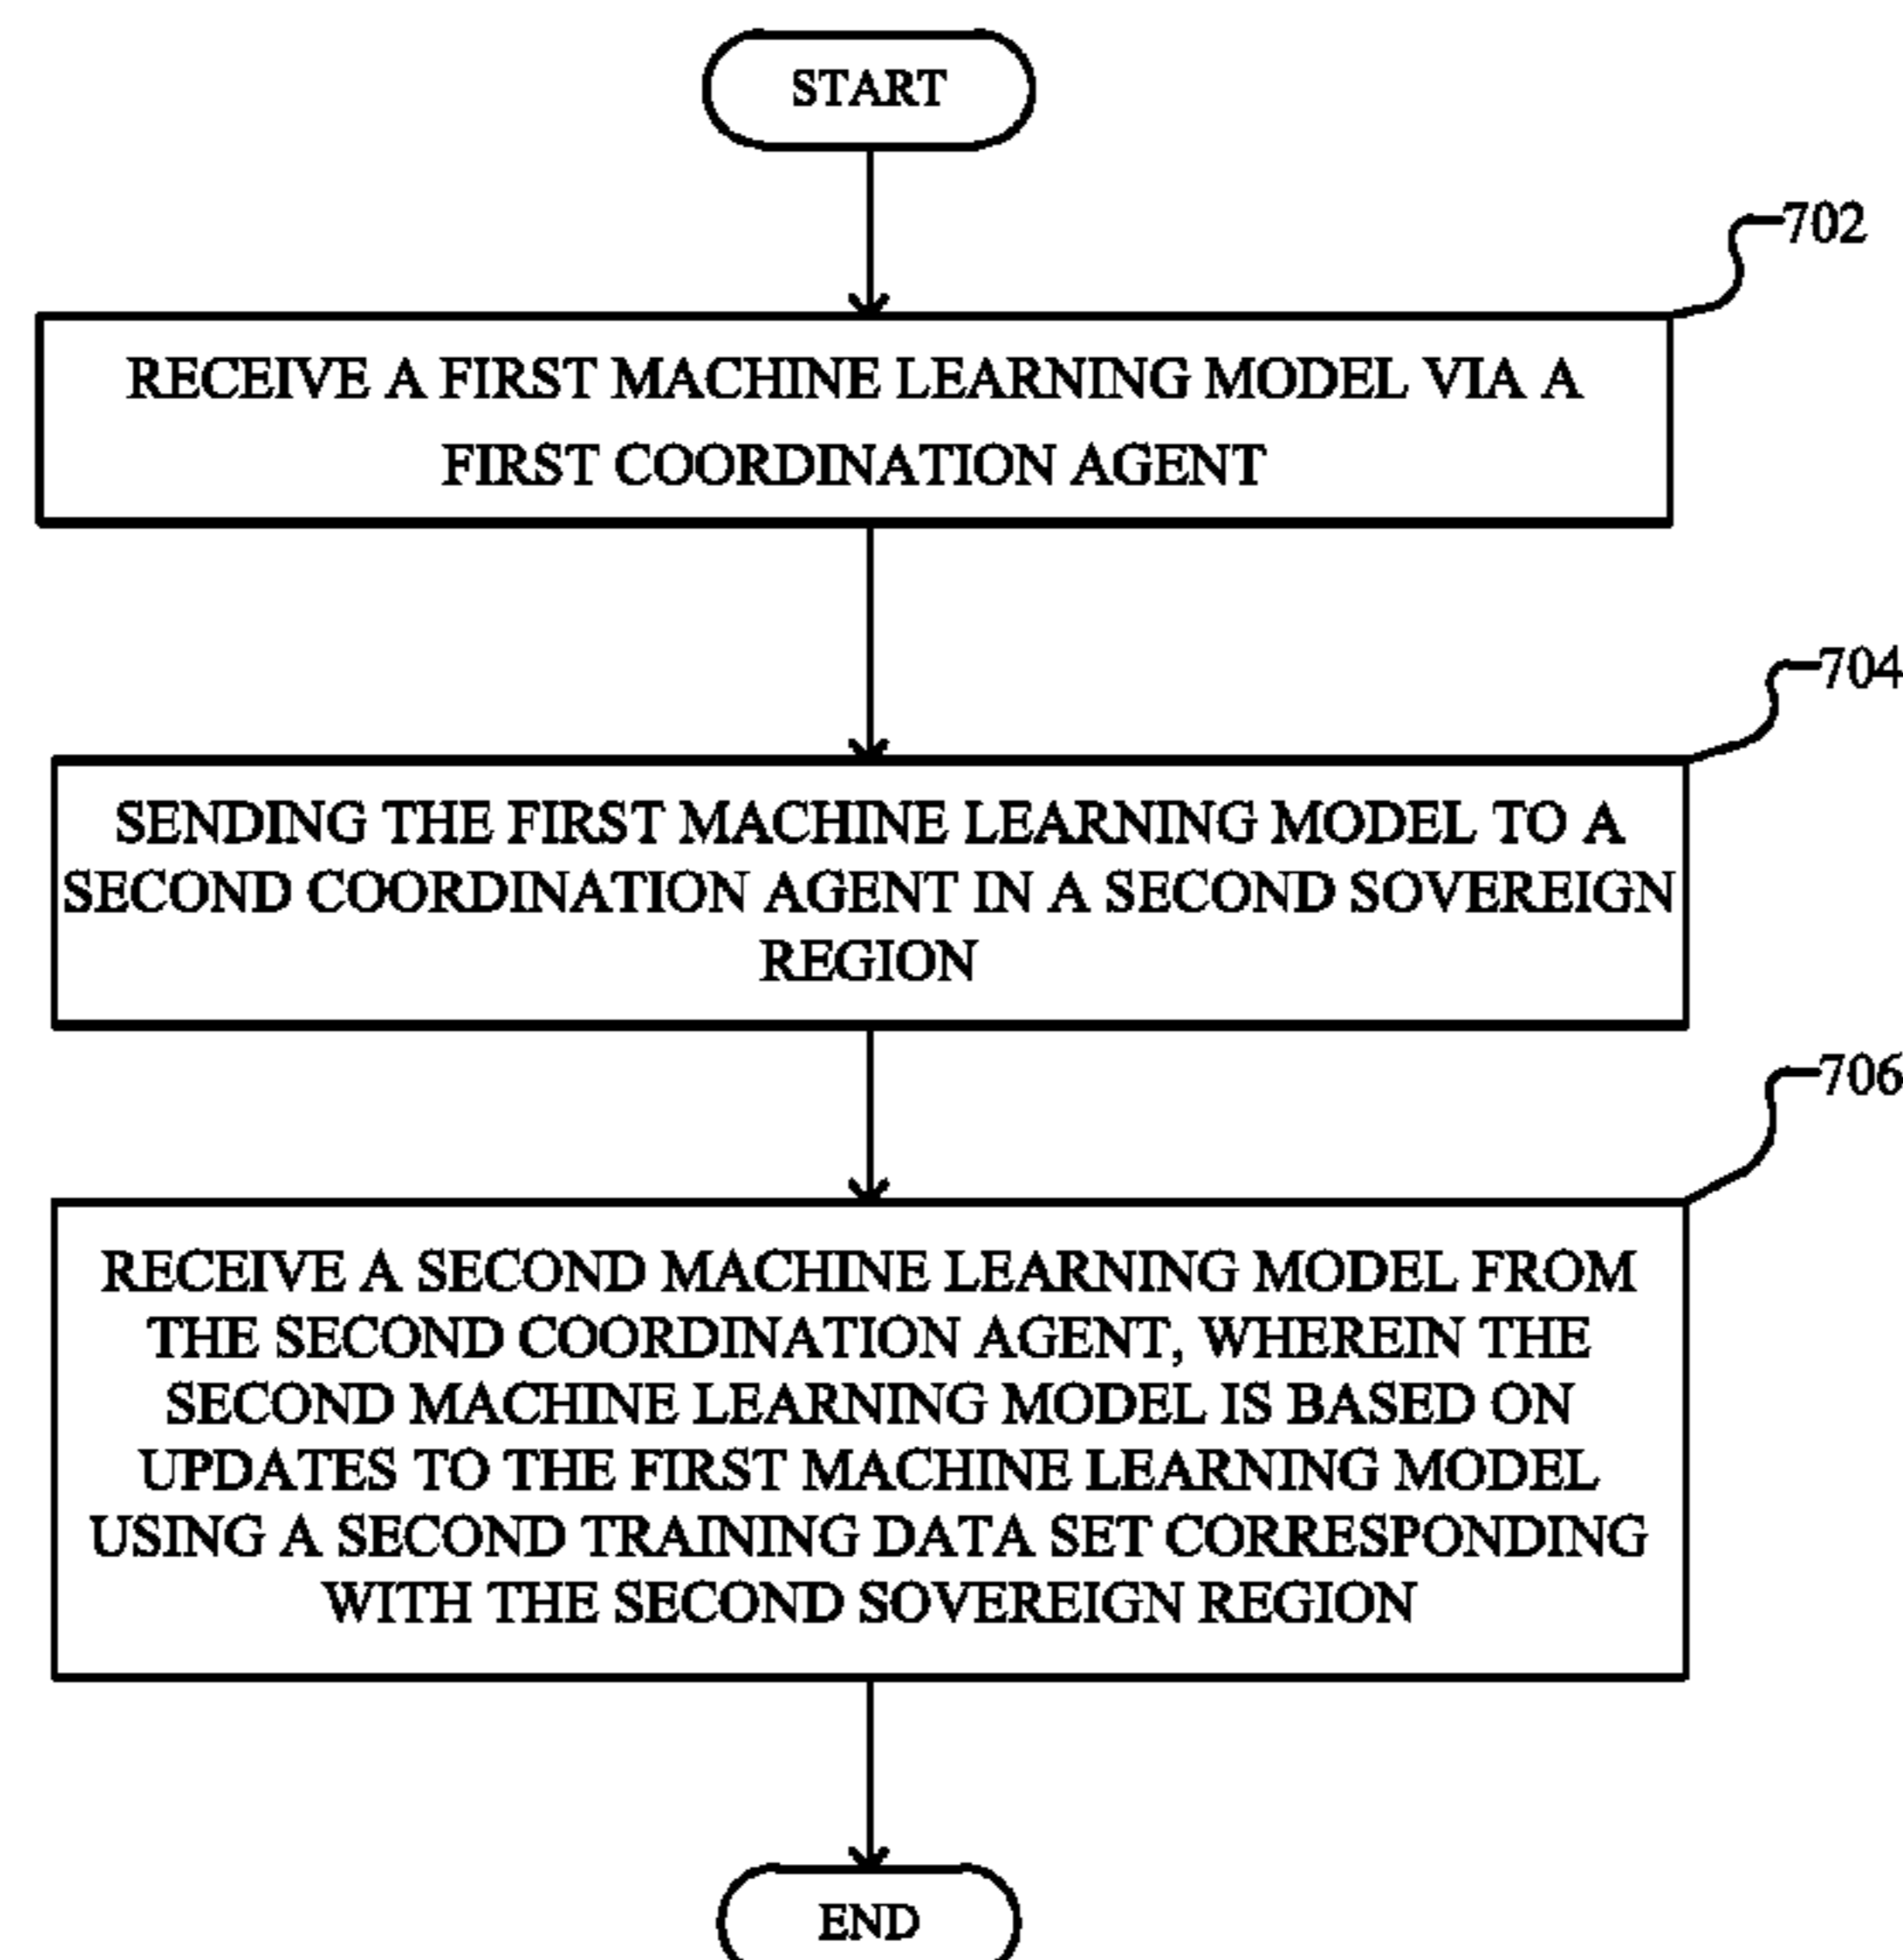 START
702
RECEIVE A FIRST MACHINE LEARNING MODEL VIA A
FIRST COORDINATION AGENT
704
SENDING THE FIRST MACHINE LEARNING MODEL TO A
SECOND COORDINATION AGENT IN A SECOND SOVEREIGN
REGION
706
RECEIVE A SECOND MACHINE LEARNING MODEL FROM
THE SECOND COORDINATION AGENT, WHEREIN THE
SECOND MACHINE LEARNING MODEL IS BASED ON
UPDATES TO THE FIRST MACHINE LEARNING MODEL
USING A SECOND TRAINING DATA SET CORRESPONDING
WITH THE SECOND SOVEREIGN REGION
END